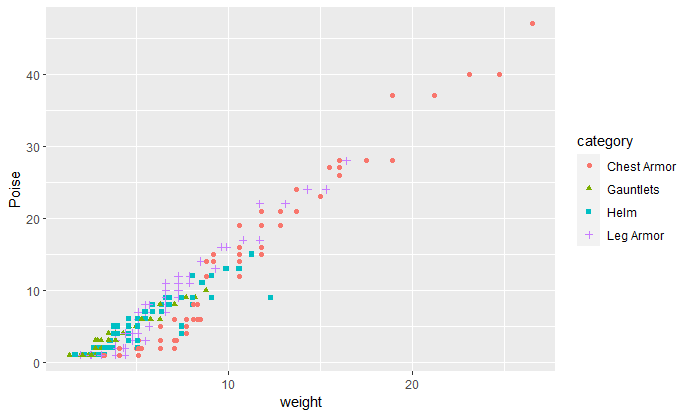 40
30
20
10
0
Poise
10
20
weight
category
Chest Armor
Gauntlets
Helm
Leg Armor